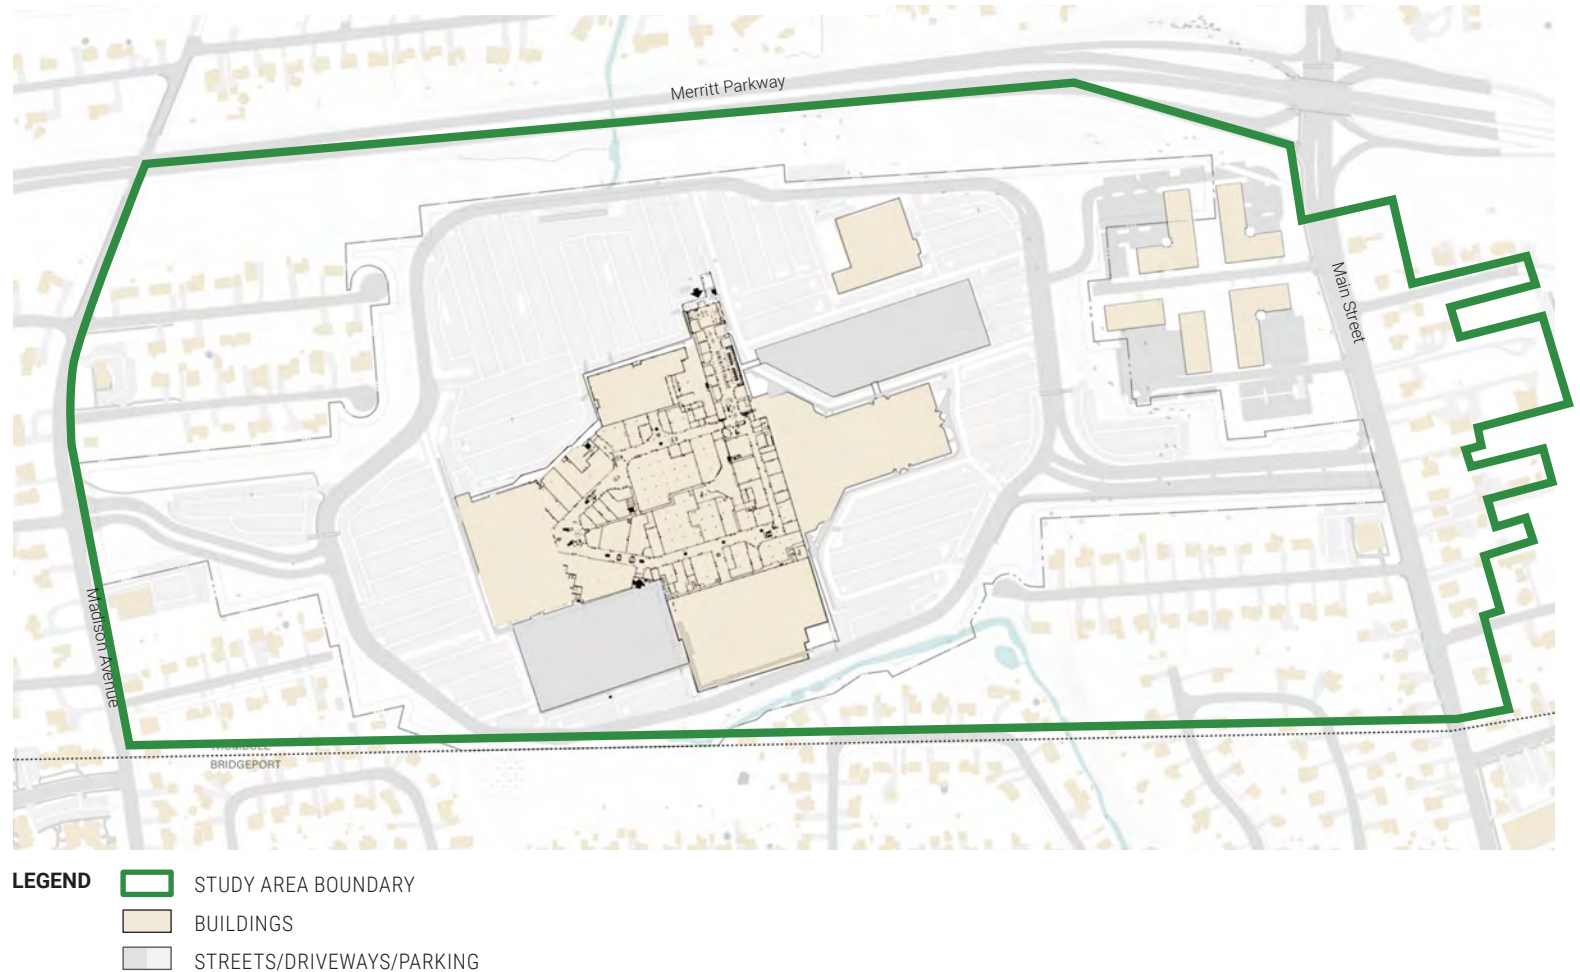 Merritt Parkway
Main Street
Madison Avenue
TRUMBULL
BRIDGEPORT
LEGEND
STUDY AREA BOUNDARY
BUILDINGS
STREETS/DRIVEWAYS/PARKING